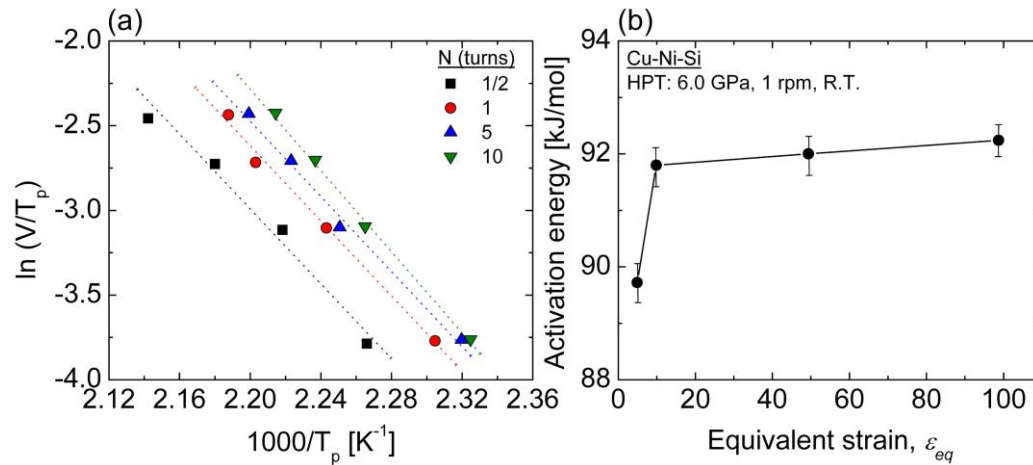 (a)
N (turns)
1/2
1
5
10
-2.0
-2.5
-3.0
-3.5
-4.0
ln (V/Tp)
2.12 2.16 2.20 2.24 2.28 2.32 2.36
1000/Tp [K-1]
(b)
Cu-Ni-Si
HPT: 6.0 GPa, 1 rpm, R.T.
94
92
90
88
Activation energy [kJ/mol]
0 20 40 60 80 100
Equivalent strain, εeq